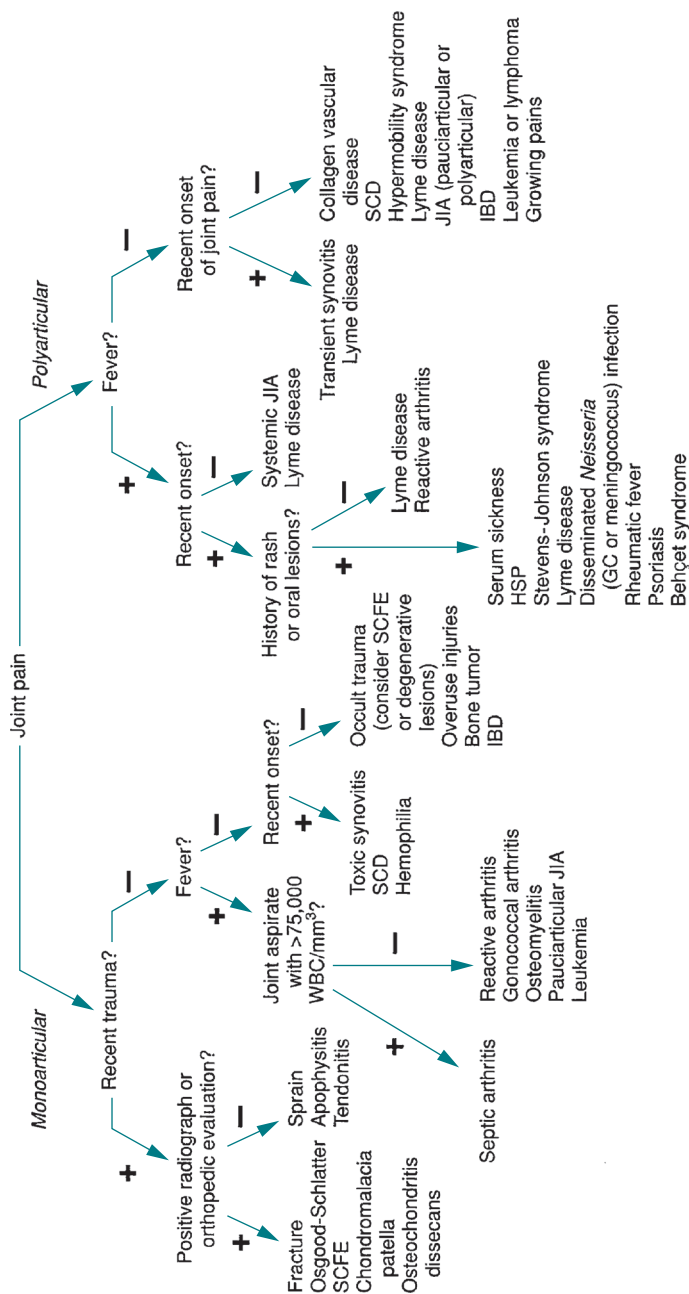 Joint pain
Monoarticular
Polyarticular
Recent trauma?
+
−
Positive radiograph or
orthopedic evaluation?
+
−
Fracture
Osgood-Schlatter
SCFE
Chondromalacia
patella
Osteochondritis
dissecans
Sprain
Apophysitis
Tendonitis
Fever?
+
−
Joint aspirate
with >75,000
WBC/mm³?
+
−
Septic arthritis
Reactive arthritis
Gonococcal arthritis
Osteomyelitis
Pauciarticular JIA
Leukemia
Recent onset?
+
−
Toxic synovitis
SCD
Hemophilia
Occult trauma
(consider SCFE
or degenerative
lesions)
Overuse injuries
Bone tumor
IBD
Fever?
+
−
Recent onset?
+
−
History of rash
or oral lesions?
+
−
Serum sickness
HSP
Stevens-Johnson syndrome
Lyme disease
Disseminated Neisseria
(GC or meningococcus) infection
Rheumatic fever
Psoriasis
Behçet syndrome
Lyme disease
Reactive arthritis
Systemic JIA
Lyme disease
Recent onset
of joint pain?
+
−
Transient synovitis
Lyme disease
Collagen vascular
disease
SCD
Hypermobility syndrome
Lyme disease
JIA (pauciarticular or
polyarticular)
IBD
Leukemia or lymphoma
Growing pains